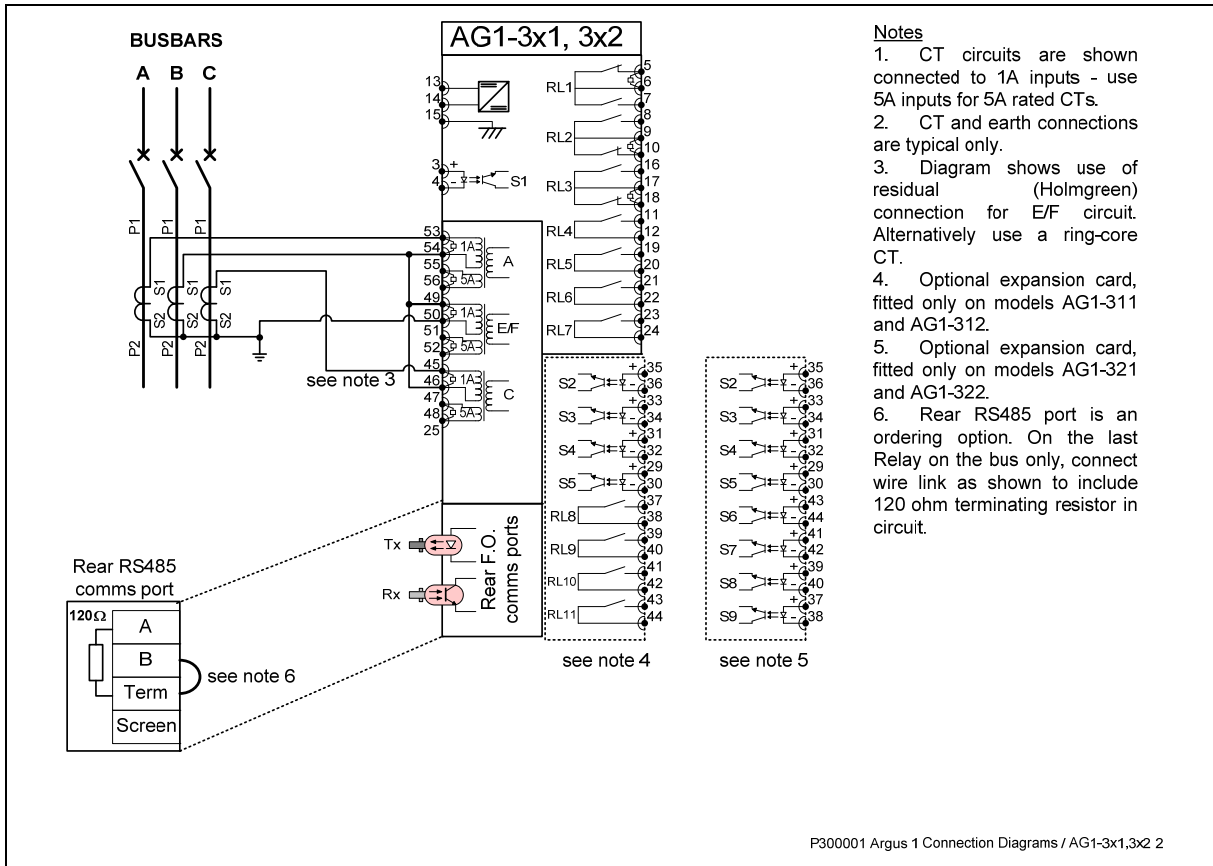 AG1-3x1, 3x2
BUSBARS
A B C
P1 P1
S1 S1 S1
S2 S2 S2
P2 P2
see note 3
13
14
15
3 +
4 -
S1
53
54 1A
55 A
56 5A
49
50 1A
51 E/F
52 5A
45
46 1A
47 C
48 5A
25
RL1 5
6
7
RL2 8
9
10
RL3 16
17
18
RL4 11
12
RL5 19
20
RL6 21
22
RL7 23
24
S2 + 35
- 36
S3 + 33
- 34
S4 + 31
- 32
S5 + 29
- 30
RL8 37
38
RL9 39
40
RL10 41
42
RL11 43
44
see note 4
S2 + 35
- 36
S3 + 33
- 34
S4 + 31
- 32
S5 + 29
- 30
S6 + 43
- 44
S7 + 41
- 42
S8 + 39
- 40
S9 + 37
- 38
see note 5
Tx
Rx
Rear F.O.
comms ports
Rear RS485
comms port
120Ω
A
B
Term
Screen
see note 6
Notes
1. CT circuits are shown
connected to 1A inputs - use
5A inputs for 5A rated CTs.
2. CT and earth connections
are typical only.
3. Diagram shows use of
residual (Holmgreen)
connection for E/F circuit.
Alternatively use a ring-core
CT.
4. Optional expansion card,
fitted only on models AG1-311
and AG1-312.
5. Optional expansion card,
fitted only on models AG1-321
and AG1-322.
6. Rear RS485 port is an
ordering option. On the last
Relay on the bus only, connect
wire link as shown to include
120 ohm terminating resistor in
circuit.
P300001 Argus 1 Connection Diagrams / AG1-3x1,3x2 2